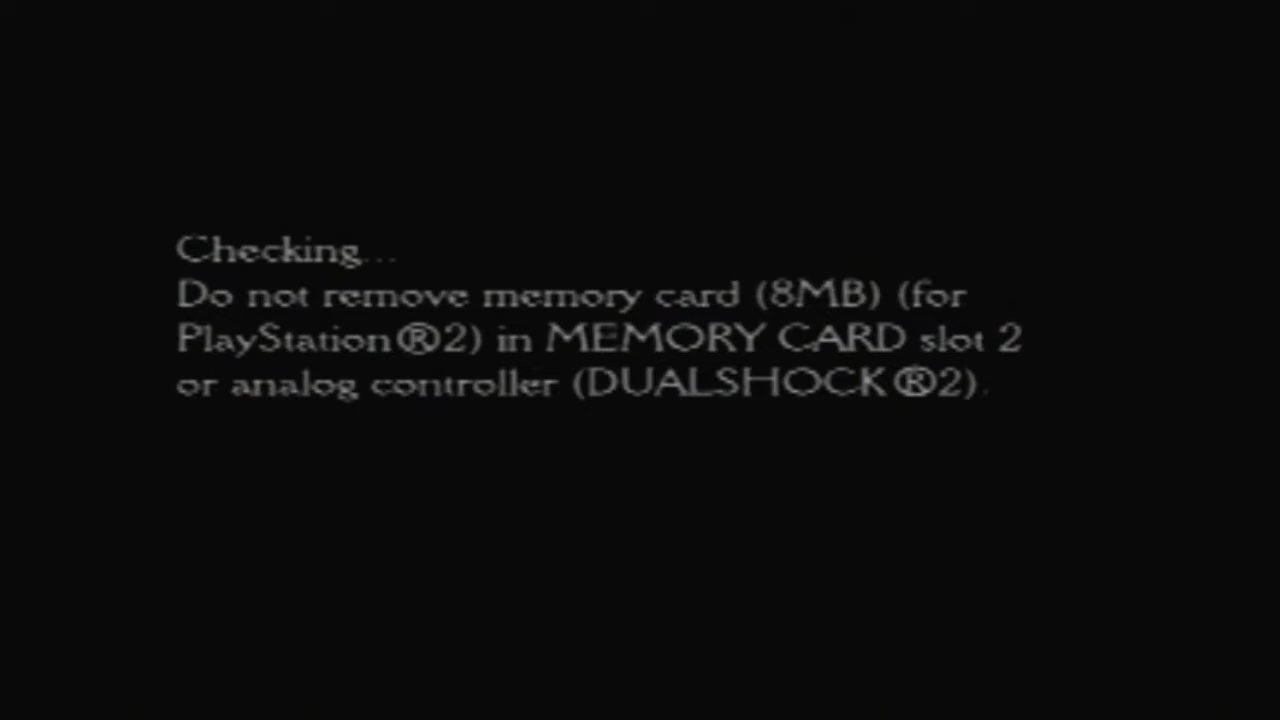 Checking...
Do not remove memory card (8MB) (for
PlayStation®2) in MEMORY CARD slot 2
or analog controller (DUALSHOCK®2).